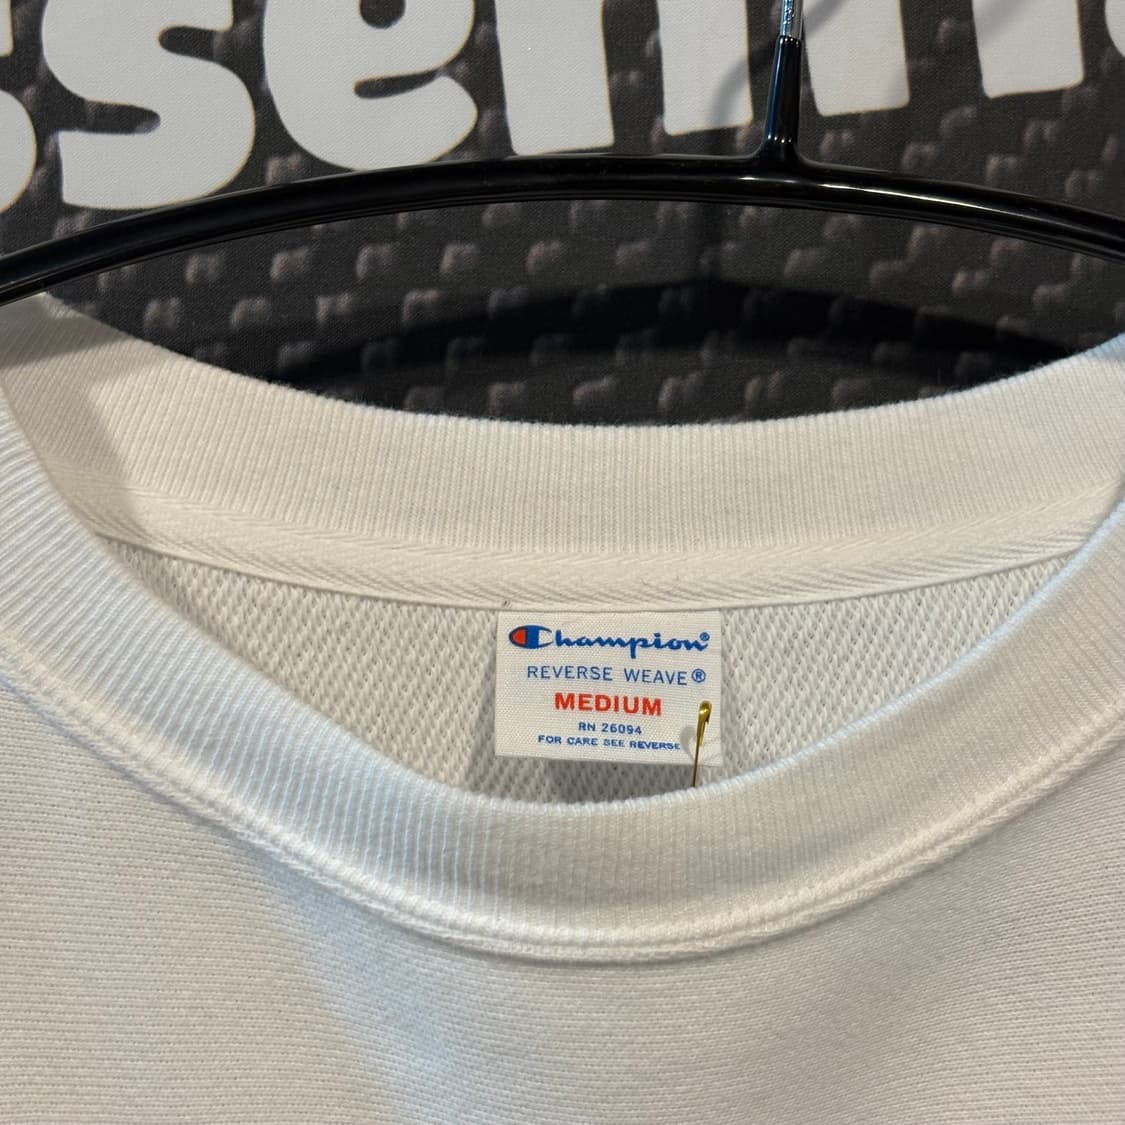 Champion®
REVERSE WEAVE®
MEDIUM
RN 26094
FOR CARE SEE REVERSE